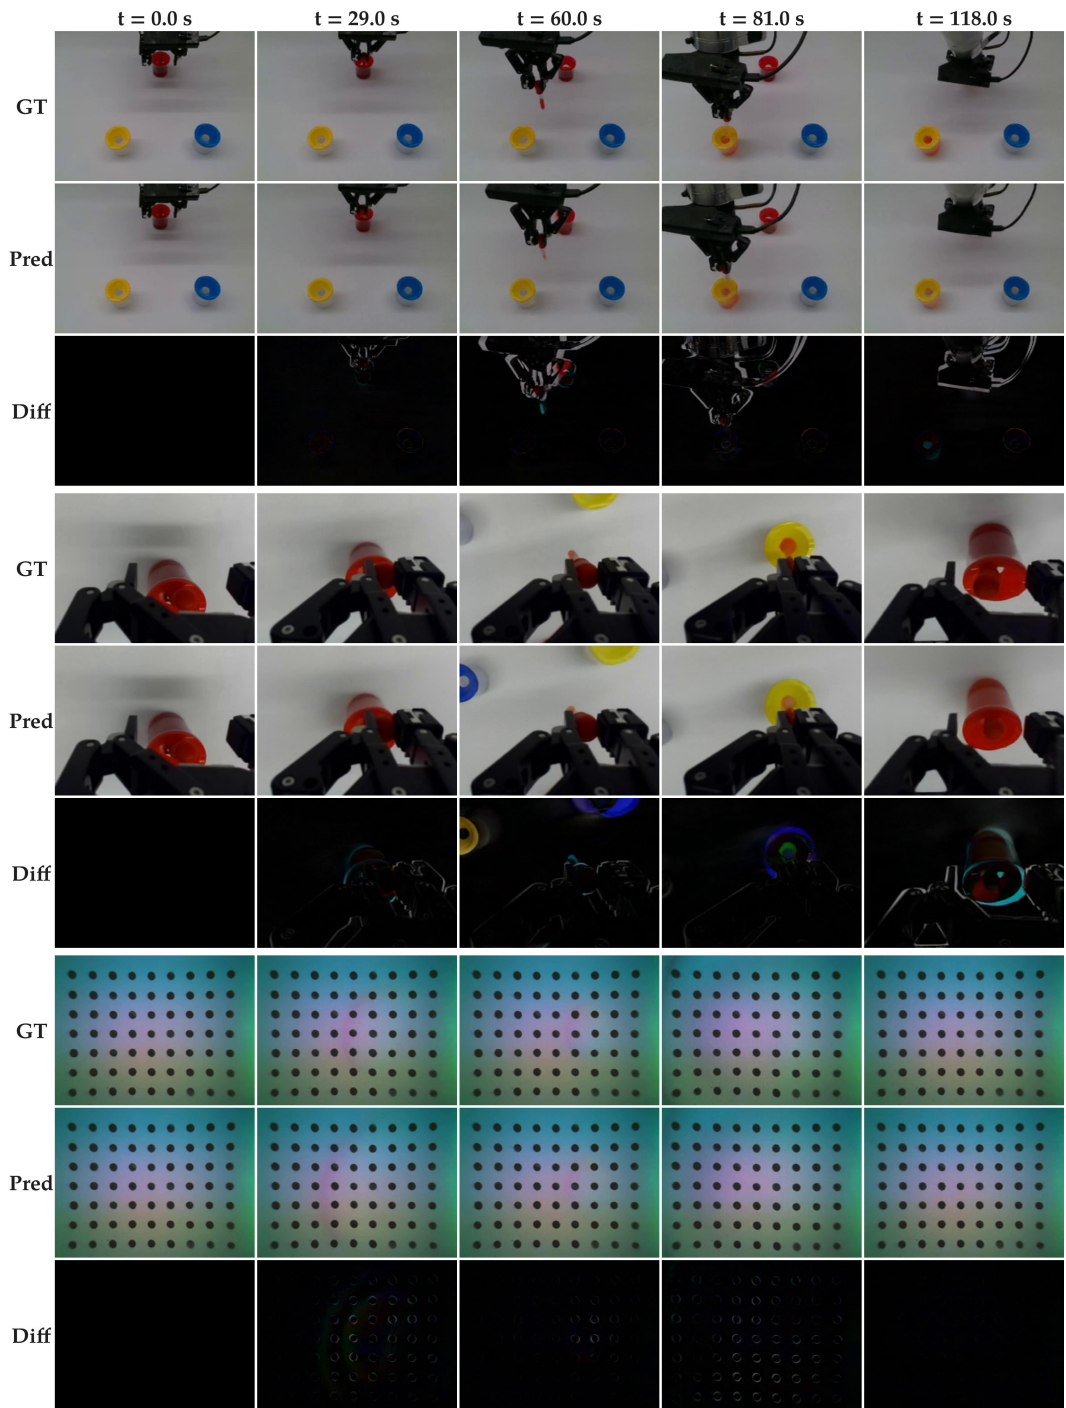 t = 0.0 s t = 29.0 s t = 60.0 s t = 81.0 s t = 118.0 s
GT
Pred
Diff
GT
Pred
Diff
GT
Pred
Diff